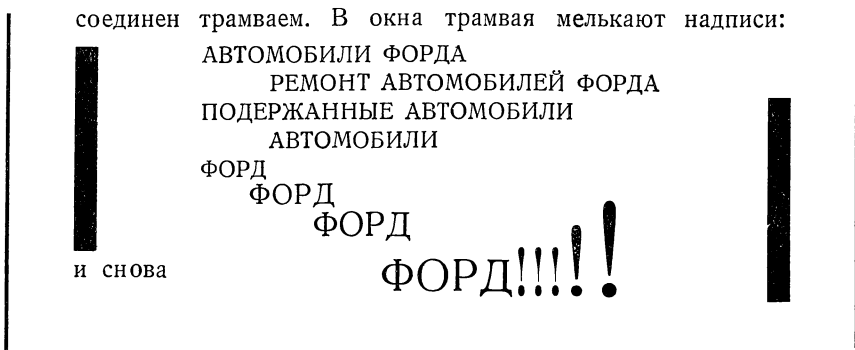 соединен трамваем. В окна трамвая мелькают надписи:
АВТОМОБИЛИ ФОРДА
РЕМОНТ АВТОМОБИЛЕЙ ФОРДА
ПОДЕРЖАННЫЕ АВТОМОБИЛИ
АВТОМОБИЛИ
ФОРД
ФОРД
ФОРД
и снова ФОРД!!!!!